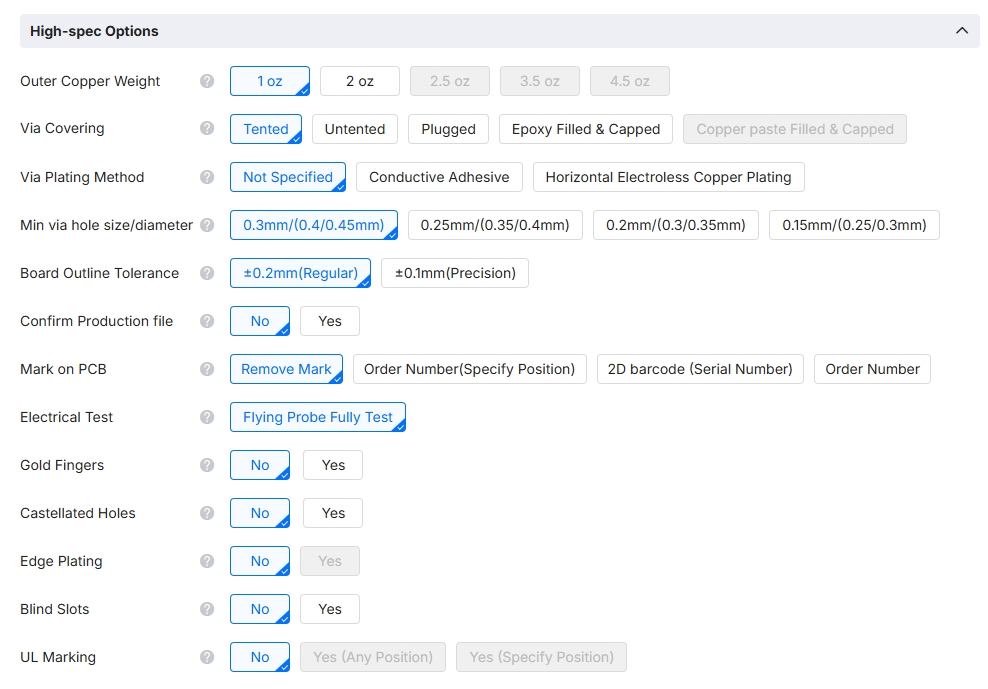 High-spec Options
Outer Copper Weight ? 1 oz 2 oz 2.5 oz 3.5 oz 4.5 oz
Via Covering ? Tented Untented Plugged Epoxy Filled & Capped Copper paste Filled & Capped
Via Plating Method ? Not Specified Conductive Adhesive Horizontal Electroless Copper Plating
Min via hole size/diameter ? 0.3mm/(0.4/0.45mm) 0.25mm/(0.35/0.4mm) 0.2mm/(0.3/0.35mm) 0.15mm/(0.25/0.3mm)
Board Outline Tolerance ? ±0.2mm(Regular) ±0.1mm(Precision)
Confirm Production file ? No Yes
Mark on PCB ? Remove Mark Order Number(Specify Position) 2D barcode (Serial Number) Order Number
Electrical Test ? Flying Probe Fully Test
Gold Fingers ? No Yes
Castellated Holes ? No Yes
Edge Plating ? No Yes
Blind Slots ? No Yes
UL Marking ? No Yes (Any Position) Yes (Specify Position)